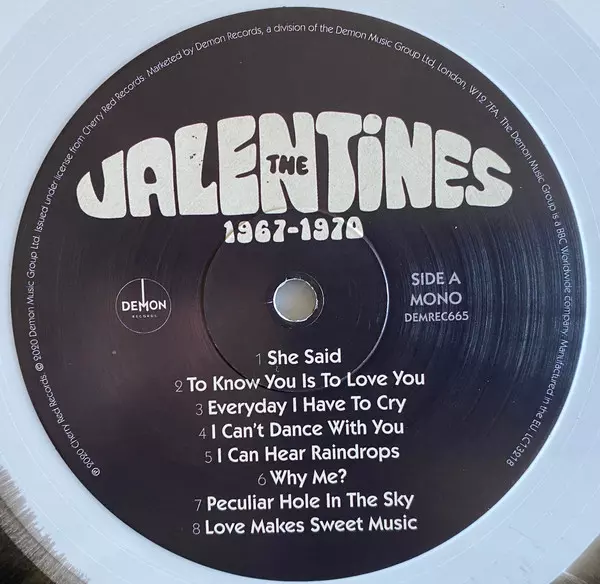 ℗ 2020 Cherry Red Records © 2020 Demon Music Group Ltd. Issued under license from Cherry Red Records. Marketed by Demon Records, a division of the Demon Music Group Ltd, London, W12 7FA. The Demon Music Group is a BBC Worldwide Company. Manufactured in the EU. LC13218
THE
VALENTINES
1967-1970
DEMON
RECORDS
SIDE A
MONO
DEMREC665
1 She Said
2 To Know You Is To Love You
3 Everyday I Have To Cry
4 I Can't Dance With You
5 I Can Hear Raindrops
6 Why Me?
7 Peculiar Hole In The Sky
8 Love Makes Sweet Music